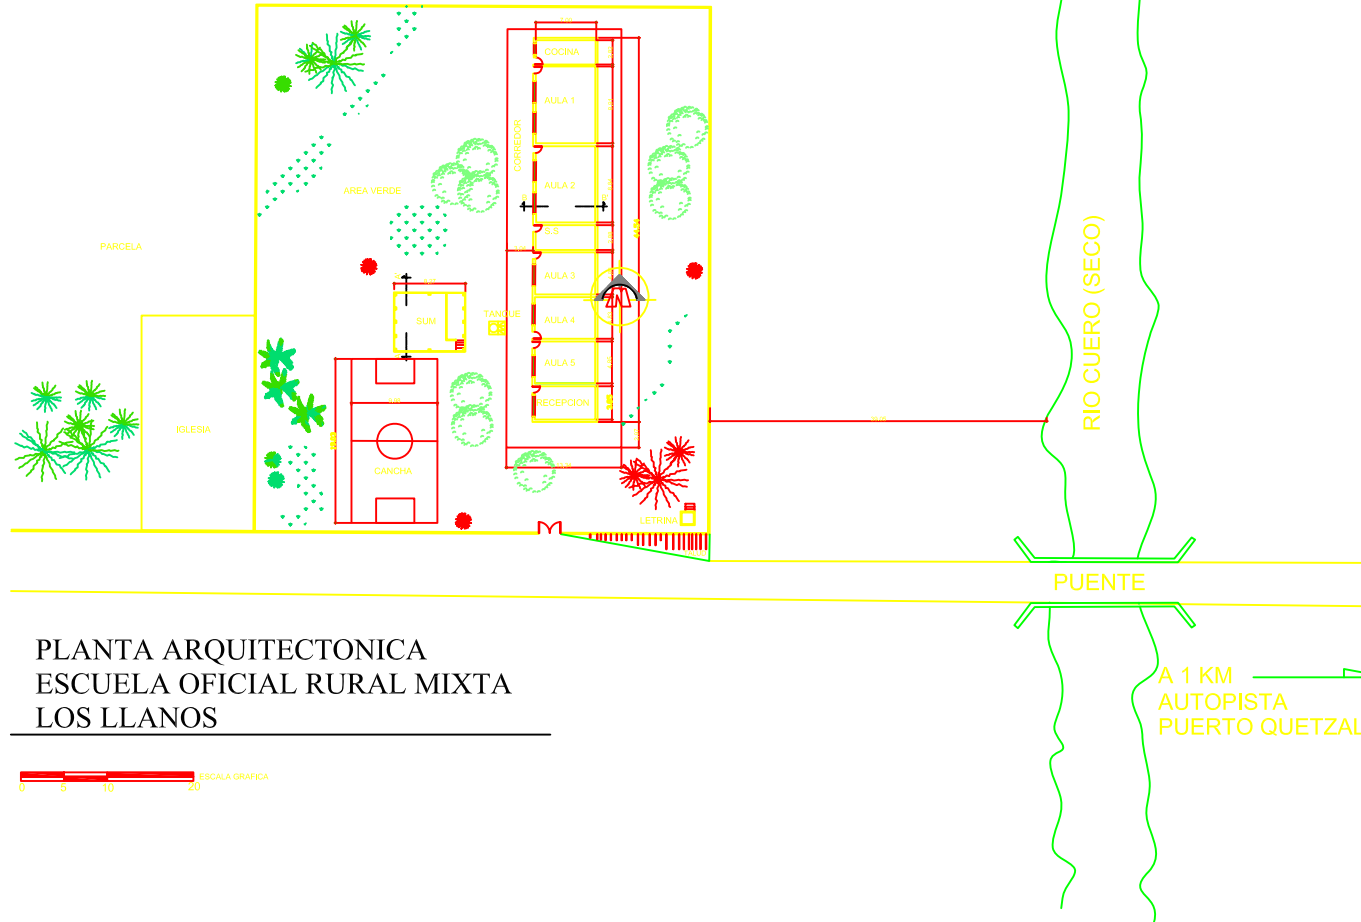 COCINA
AULA 1
CORREDOR
AULA 2
AREA VERDE
S.S.
PARCELA
AULA 3
N
TANQUE
SUM
AULA 4
AULA 5
RECEPCION
IGLESIA
CANCHA
LETRINA
RIO CUERO (SECO)
PUENTE
PLANTA ARQUITECTONICA
ESCUELA OFICIAL RURAL MIXTA
LOS LLANOS
A 1 KM
AUTOPISTA
PUERTO QUETZAL
ESCALA GRAFICA
0 5 10 20